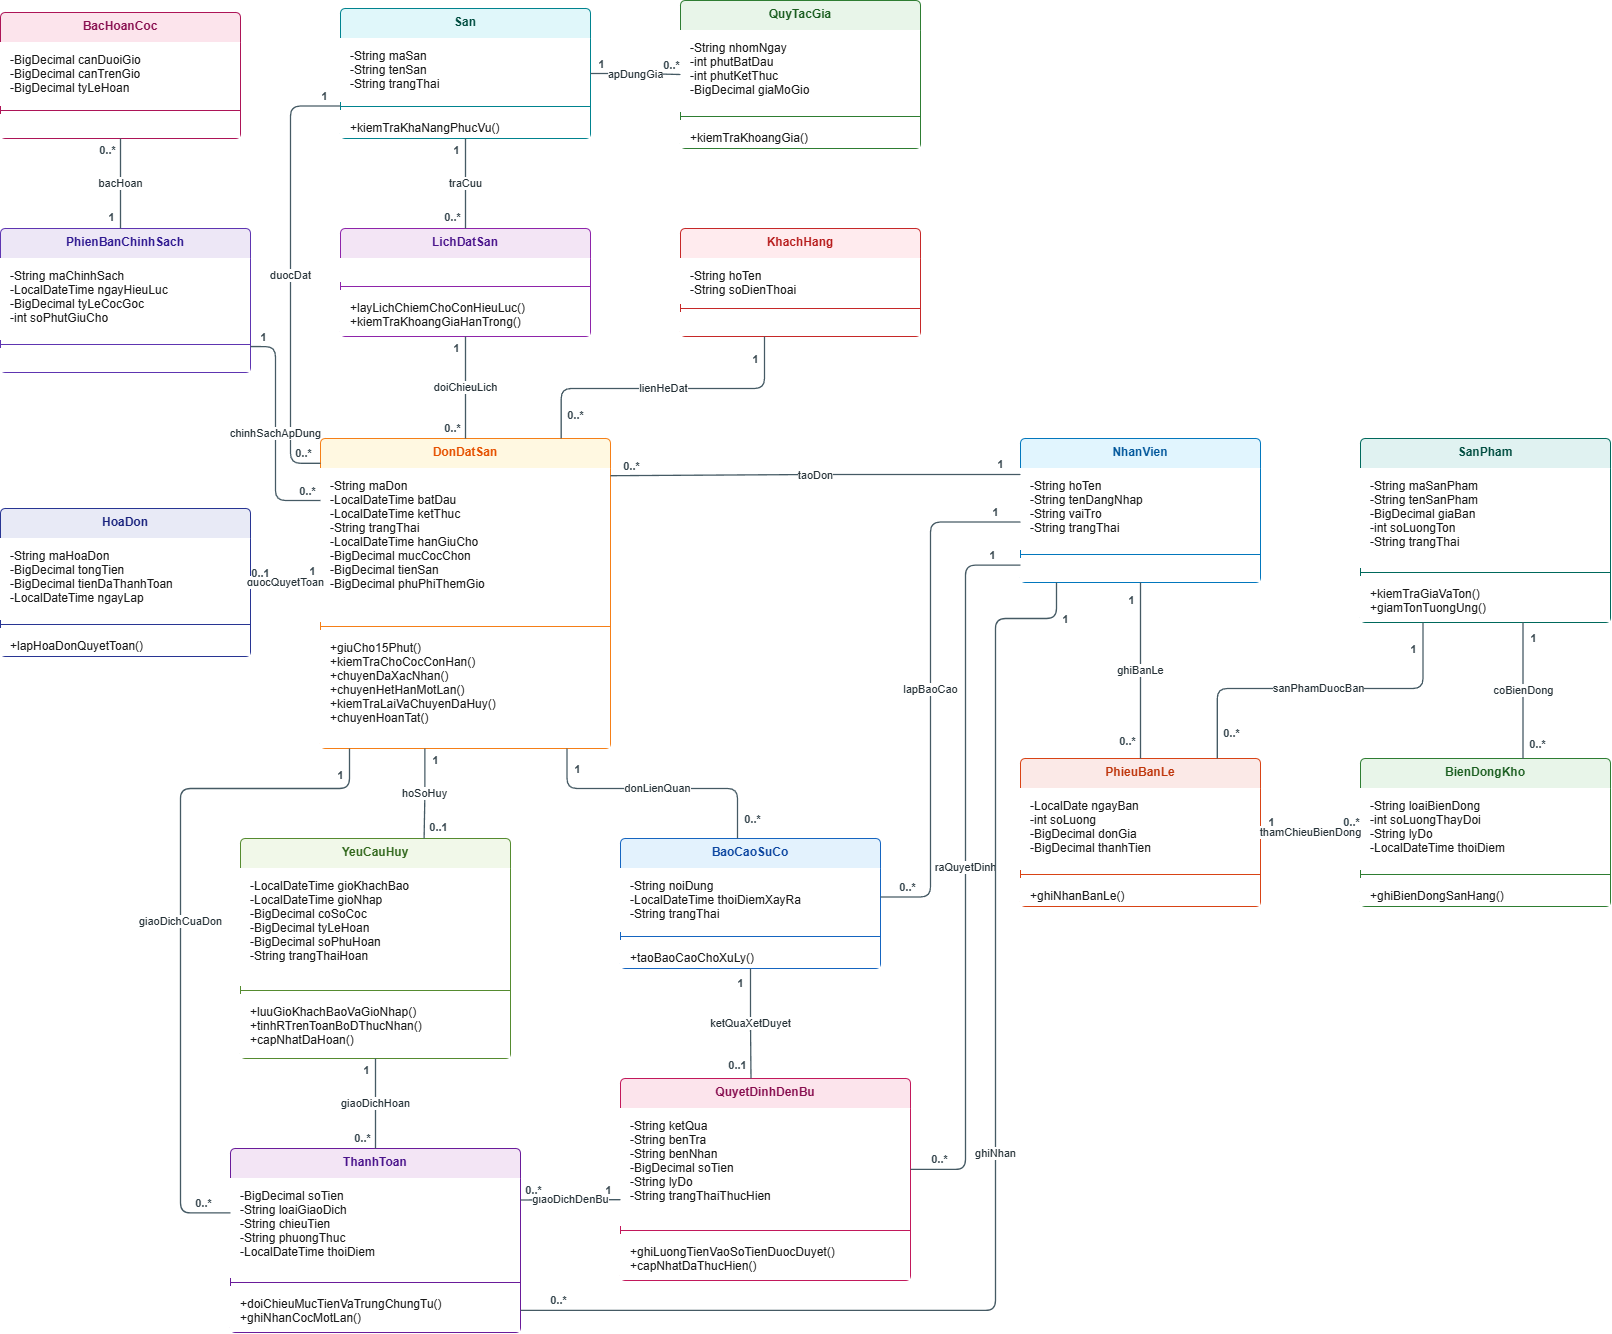 BacHoanCoc
-BigDecimal canDuoiGio
-BigDecimal canTrenGio
-BigDecimal tyLeHoan
San
-String maSan
-String tenSan
-String trangThai
+kiemTraKhaNangPhucVu()
QuyTacGia
-String nhomNgay
-int phutBatDau
-int phutKetThuc
-BigDecimal giaMoGio
+kiemTraKhoangGia()
1
apDungGia
0..*
1
duocDat
0..*
0..*
bacHoan
1
1
traCuu
0..*
PhienBanChinhSach
-String maChinhSach
-LocalDateTime ngayHieuLuc
-BigDecimal tyLeCocGoc
-int soPhutGiuCho
LichDatSan
+layLichChiemChoConHieuLuc()
+kiemTraKhoangGiaHanTrong()
KhachHang
-String hoTen
-String soDienThoai
1
chinhSachApDung
0..*
1
doiChieuLich
0..*
1
lienHeDat
0..*
DonDatSan
-String maDon
-LocalDateTime batDau
-LocalDateTime ketThuc
-String trangThai
-LocalDateTime hanGiuCho
-BigDecimal mucCocChon
-BigDecimal tienSan
-BigDecimal phuPhiThemGio
+giuCho15Phut()
+kiemTraChoCocConHan()
+chuyenDaXacNhan()
+chuyenHetHanMotLan()
+kiemTraLaiVaChuyenDaHuy()
+chuyenHoanTat()
0..*
taoDon
1
NhanVien
-String hoTen
-String tenDangNhap
-String vaiTro
-String trangThai
SanPham
-String maSanPham
-String tenSanPham
-BigDecimal giaBan
-int soLuongTon
-String trangThai
+kiemTraGiaVaTon()
+giamTonTuongUng()
HoaDon
-String maHoaDon
-BigDecimal tongTien
-BigDecimal tienDaThanhToan
-LocalDateTime ngayLap
+lapHoaDonQuyetToan()
0..1
duocQuyetToan
1
1
lapBaoCao
0..*
1
raQuyetDinh
0..*
1
ghiNhan
0..*
1
ghiBanLe
0..*
1
sanPhamDuocBan
0..*
1
coBienDong
0..*
PhieuBanLe
-LocalDate ngayBan
-int soLuong
-BigDecimal donGia
-BigDecimal thanhTien
+ghiNhanBanLe()
1
thamChieuBienDong
0..*
BienDongKho
-String loaiBienDong
-int soLuongThayDoi
-String lyDo
-LocalDateTime thoiDiem
+ghiBienDongSanHang()
1
giaoDichCuaDon
0..*
1
hoSoHuy
0..1
1
donLienQuan
0..*
YeuCauHuy
-LocalDateTime gioKhachBao
-LocalDateTime gioNhap
-BigDecimal coSoCoc
-BigDecimal tyLeHoan
-BigDecimal soPhuHoan
-String trangThaiHoan
+luuGioKhachBaoVaGioNhap()
+tinhRTrenToanBoDThucNhan()
+capNhatDaHoan()
BaoCaoSuCo
-String noiDung
-LocalDateTime thoiDiemXayRa
-String trangThai
+taoBaoCaoChoXuLy()
1
ketQuaXetDuyet
0..1
1
giaoDichHoan
0..*
QuyetDinhDenBu
-String ketQua
-String benTra
-String benNhan
-BigDecimal soTien
-String lyDo
-String trangThaiThucHien
+ghiLuongTienVaoSoTienDuocDuyet()
+capNhatDaThucHien()
ThanhToan
-BigDecimal soTien
-String loaiGiaoDich
-String chieuTien
-String phuongThuc
-LocalDateTime thoiDiem
+doiChieuMucTienVaTrungChungTu()
+ghiNhanCocMotLan()
0..*
giaoDichDenBu
1